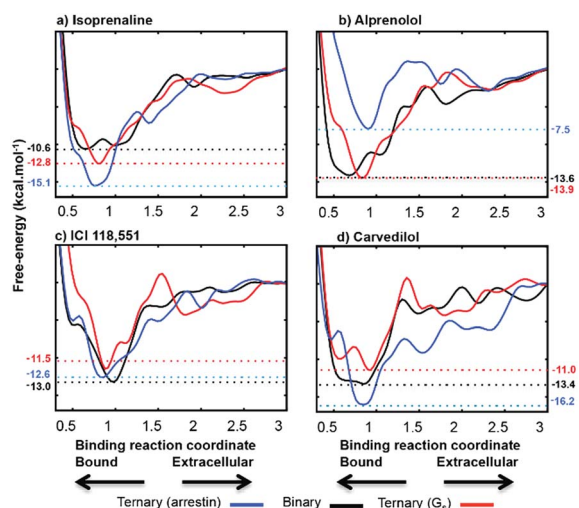 a) Isoprenaline
b) Alprenolol
Free-energy (kcal.mol⁻¹)
-10.6
-12.8
-15.1
-7.5
-13.6
-13.9
0.5 1 1.5 2 2.5 3
0.5 1 1.5 2 2.5 3
c) ICI 118,551
d) Carvedilol
-11.5
-12.6
-13.0
-11.0
-13.4
-16.2
0.5 1 1.5 2 2.5 3
0.5 1 1.5 2 2.5 3
Binding reaction coordinate
Binding reaction coordinate
Bound Extracellular
Bound Extracellular
Ternary (arrestin) Binary Ternary (Gₛ)